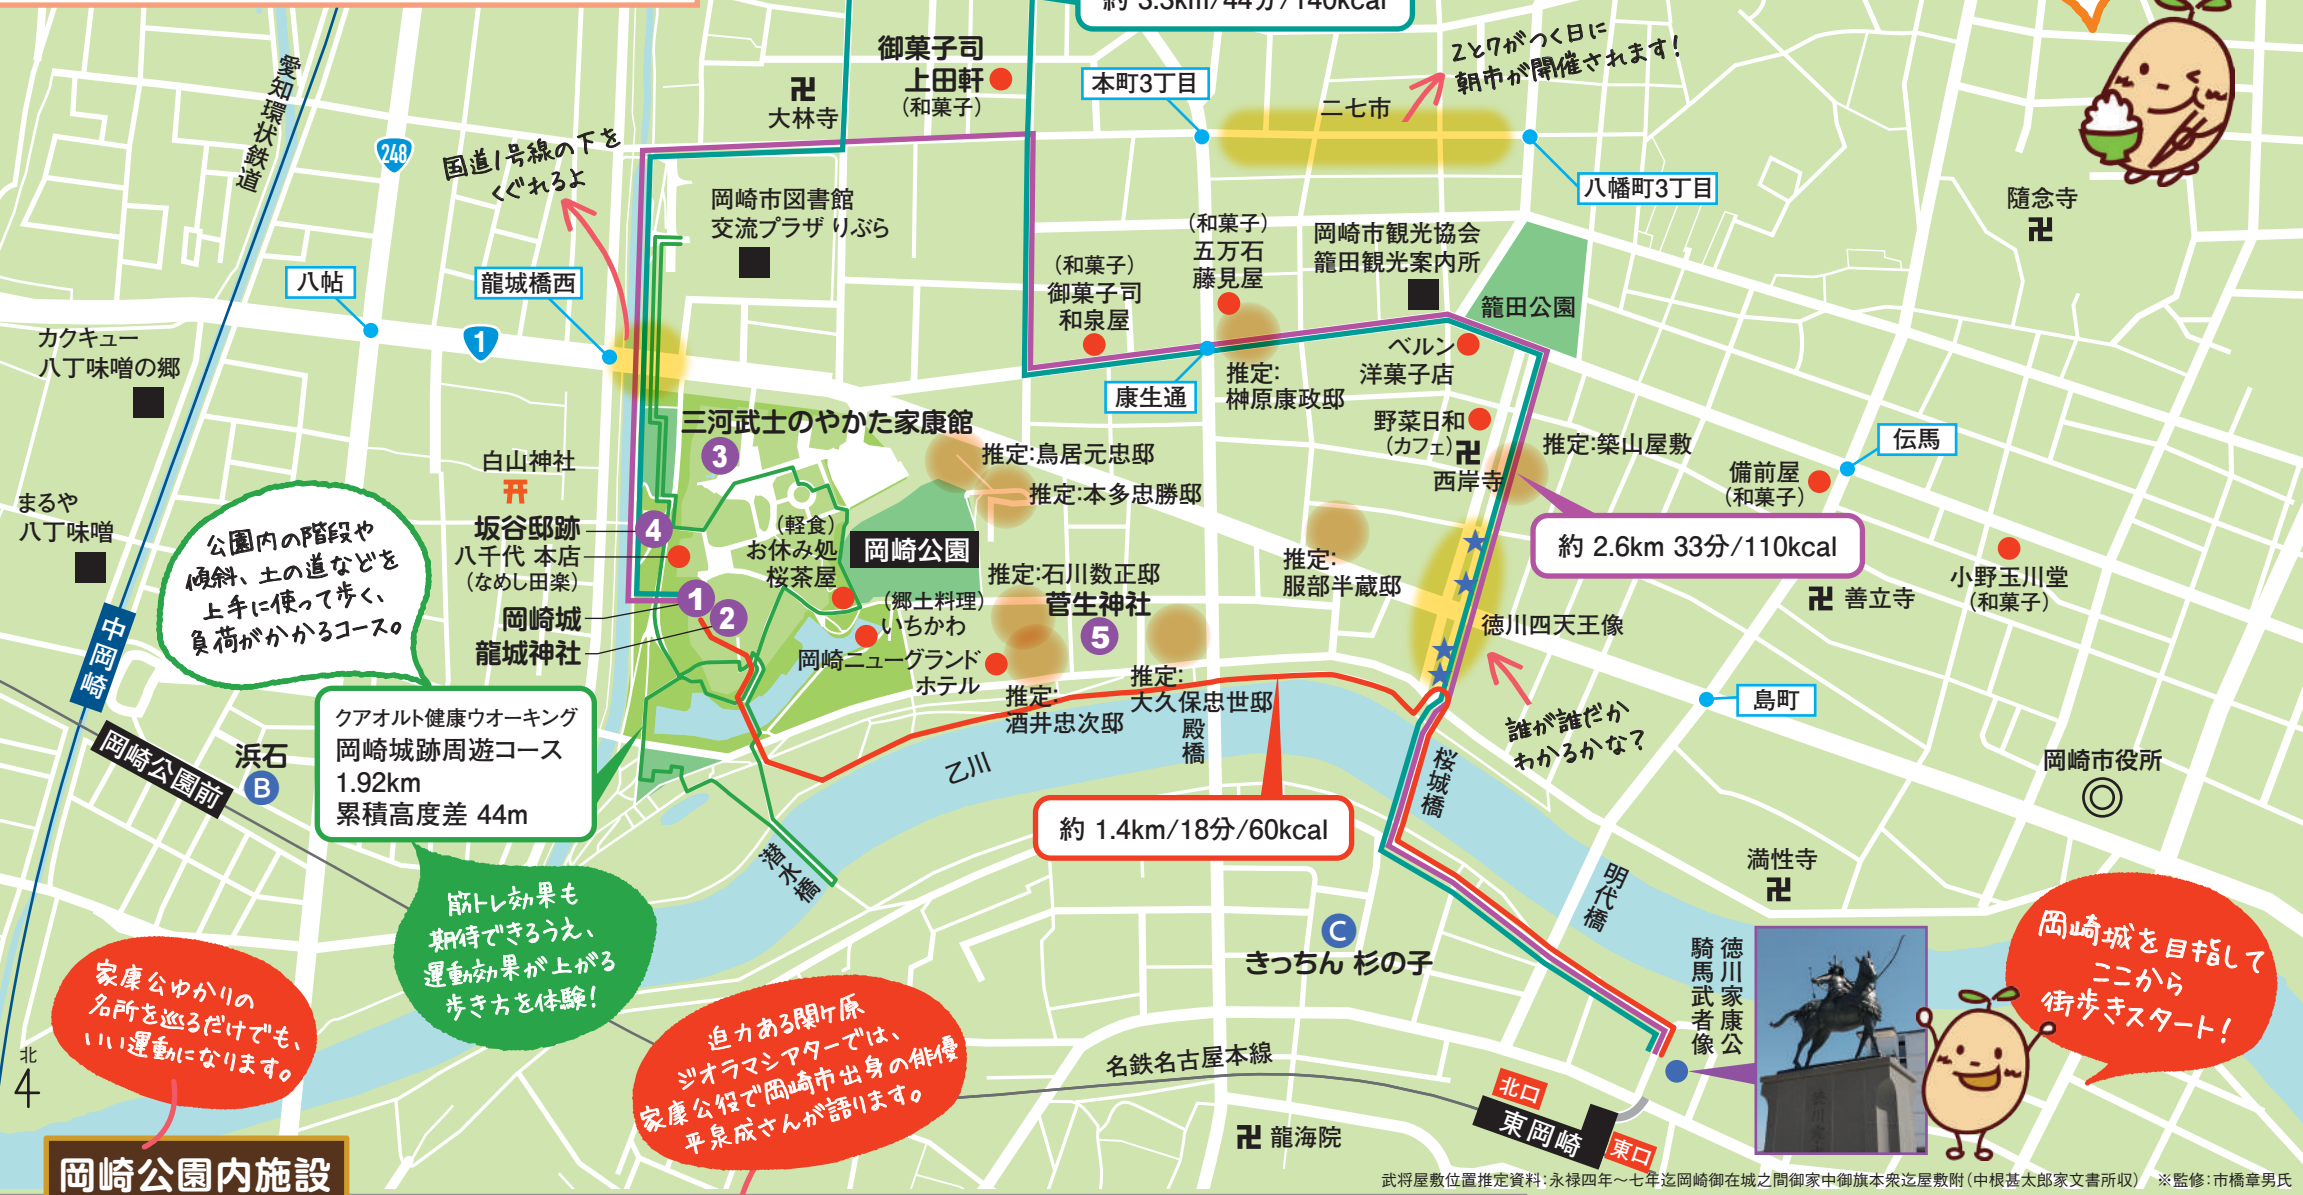 約 3.3km/44分/140kcal
御菓子司
上田軒
(和菓子)
卍
大林寺
愛知環状鉄道
248
国道1号線の下を
くぐれるよ
本町3丁目
二七市
2と7がつく日に
朝市が開催されます!
八幡町3丁目
隨念寺
卍
岡崎市図書館
交流プラザ りぶら
(和菓子)
五万石
藤見屋
岡崎市観光協会
籠田観光案内所
籠田公園
(和菓子)
御菓子司
和泉屋
八帖
龍城橋西
1
カクキュー
八丁味噌の郷
康生通
推定:
榊原康政邸
ベルン
洋菓子店
野菜日和
(カフェ)
卍
西岸寺
推定:築山屋敷
伝馬
備前屋
(和菓子)
三河武士のやかた家康館
3
推定:鳥居元忠邸
推定:本多忠勝邸
白山神社
まるや
八丁味噌
坂谷邸跡
4
八千代 本店
(なめし田楽)
(軽食)
お休み処
桜茶屋
岡崎公園
推定:
服部半蔵邸
約 2.6km 33分/110kcal
小野玉川堂
(和菓子)
卍 善立寺
公園内の階段や
傾斜、土の道などを
上手に使って歩く、
負荷がかかるコース。
岡崎城
1
龍城神社
2
(郷土料理)
いちかわ
推定:石川数正邸
菅生神社
5
徳川四天王像
岡崎ニューグランド
ホテル
推定:
酒井忠次邸
推定:
大久保忠世邸
殿橋
誰が誰だか
わかるかな?
島町
中岡崎
岡崎公園前
浜石
B
クアオルト健康ウオーキング
岡崎城跡周遊コース
1.92km
累積高度差 44m
乙川
桜城橋
岡崎市役所
約 1.4km/18分/60kcal
潜水橋
明代橋
満性寺
卍
筋トレ効果も
期待できるうえ、
運動効果が上がる
歩き方を体験!
C
きっちん 杉の子
徳川家康公
騎馬武者像
岡崎城を目指して
ここから
街歩きスタート!
家康公ゆかりの
名所を巡るだけでも、
いい運動になります。
迫力ある関ケ原
ジオラマシアターでは、
家康公役で岡崎市出身の俳優
平泉成さんが語ります。
北
名鉄名古屋本線
北口
東岡崎
東口
卍 龍海院
岡崎公園内施設
武将屋敷位置推定資料:永禄四年～七年迄岡崎御在城之間御家中御旗本衆迄屋敷附(中根甚太郎家文書所収) ※監修:市橋章男氏